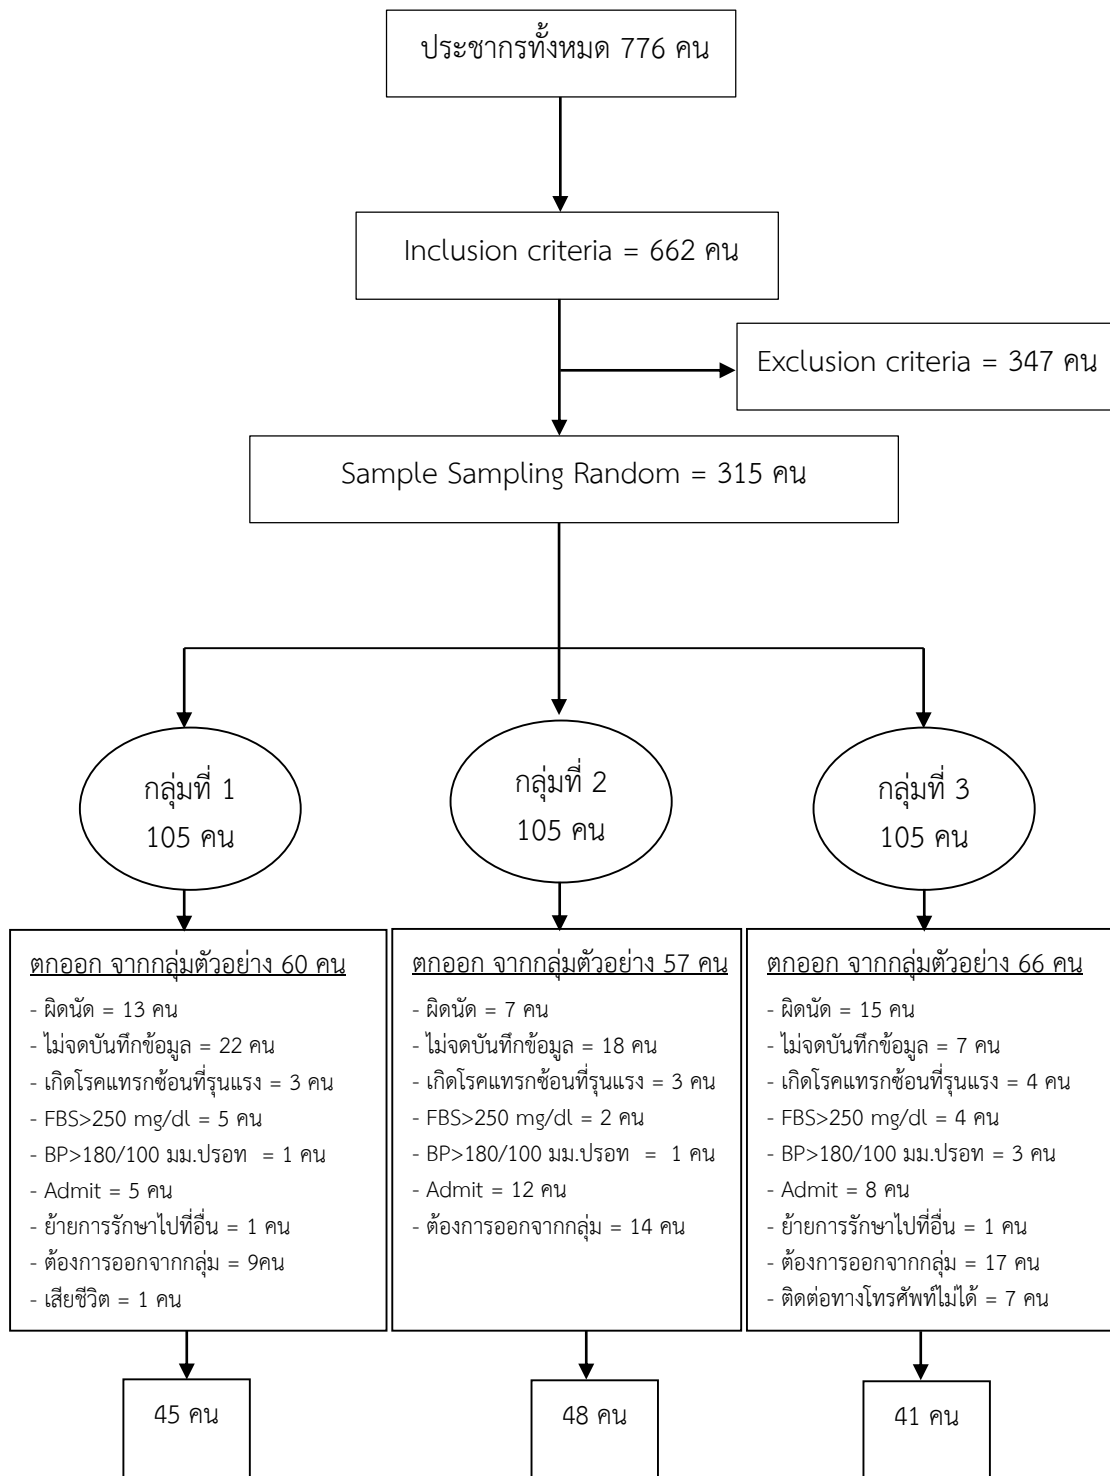 ประชากรทั้งหมด 776 คน
Inclusion criteria = 662 คน
Exclusion criteria = 347 คน
Sample Sampling Random = 315 คน
กลุ่มที่ 1
105 คน
กลุ่มที่ 2
105 คน
กลุ่มที่ 3
105 คน
ตกออก จากกลุ่มตัวอย่าง 60 คน
- ผิดนัด = 13 คน
- ไม่จดบันทึกข้อมูล = 22 คน
- เกิดโรคแทรกซ้อนที่รุนแรง = 3 คน
- FBS>250 mg/dl = 5 คน
- BP>180/100 มม.ปรอท = 1 คน
- Admit = 5 คน
- ย้ายการรักษาไปที่อื่น = 1 คน
- ต้องการออกจากกลุ่ม = 9คน
- เสียชีวิต = 1 คน
ตกออก จากกลุ่มตัวอย่าง 57 คน
- ผิดนัด = 7 คน
- ไม่จดบันทึกข้อมูล = 18 คน
- เกิดโรคแทรกซ้อนที่รุนแรง = 3 คน
- FBS>250 mg/dl = 2 คน
- BP>180/100 มม.ปรอท = 1 คน
- Admit = 12 คน
- ต้องการออกจากกลุ่ม = 14 คน
ตกออก จากกลุ่มตัวอย่าง 66 คน
- ผิดนัด = 15 คน
- ไม่จดบันทึกข้อมูล = 7 คน
- เกิดโรคแทรกซ้อนที่รุนแรง = 4 คน
- FBS>250 mg/dl = 4 คน
- BP>180/100 มม.ปรอท = 3 คน
- Admit = 8 คน
- ย้ายการรักษาไปที่อื่น = 1 คน
- ต้องการออกจากกลุ่ม = 17 คน
- ติดต่อทางโทรศัพท์ไม่ได้ = 7 คน
45 คน
48 คน
41 คน